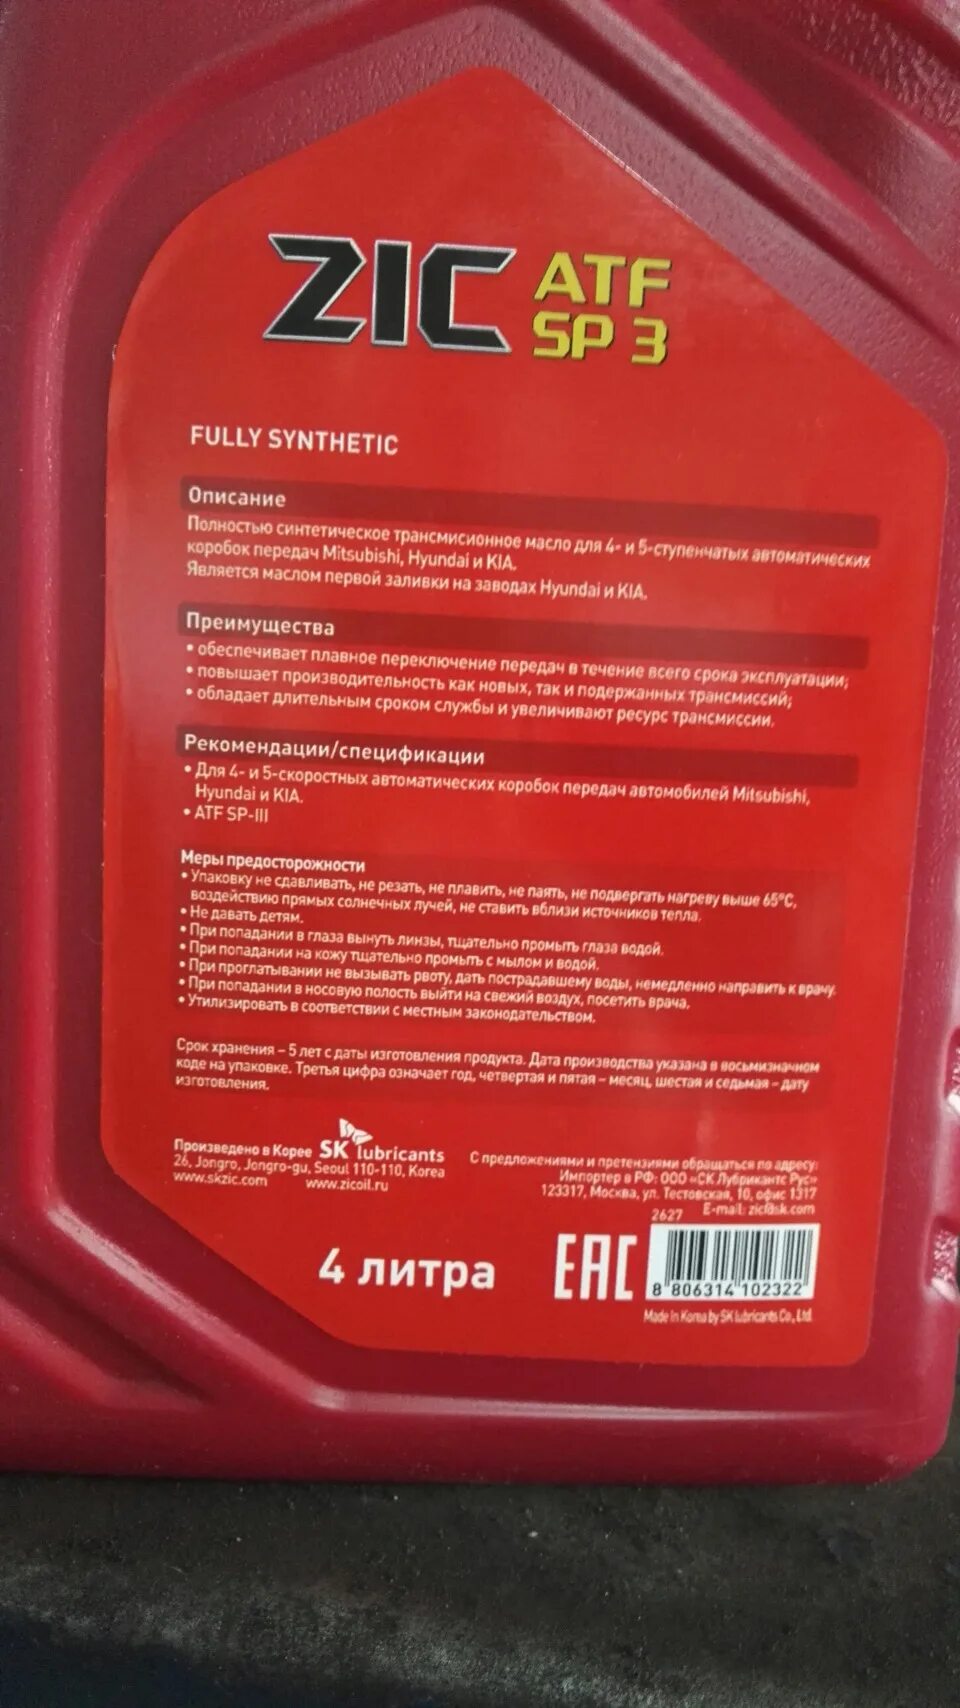 ZIC ATF
SP 3
FULLY SYNTHETIC
Описание
Полностью синтетическое трансмисионное масло для 4- и 5-ступенчатых автоматических
коробок передач Mitsubishi, Hyundai и KIA.
Является маслом первой заливки на заводах Hyundai и KIA.
Преимущества
• обеспечивает плавное переключение передач в течение всего срока эксплуатации;
• повышает производительность как новых, так и подержанных трансмиссий;
• обладает длительным сроком службы и увеличивают ресурс трансмиссии.
Рекомендации/спецификации
• Для 4- и 5-скоростных автоматических коробок передач автомобилей Mitsubishi,
Hyundai и KIA.
• ATF SP-III
Меры предосторожности
• Упаковку не сдавливать, не резать, не плавить, не паять, не подвергать нагреву выше 65°C,
воздействию прямых солнечных лучей, не ставить вблизи источников тепла.
• Не давать детям.
• При попадании в глаза вынуть линзы, тщательно промыть глаза водой.
• При попадании на кожу тщательно промыть с мылом и водой.
• При проглатывании не вызывать рвоту, дать пострадавшему воды, немедленно направить к врачу.
• При попадании в носовую полость выйти на свежий воздух, посетить врача.
• Утилизировать в соответствии с местным законодательством.
Срок хранения – 5 лет с даты изготовления продукта. Дата производства указана в восьмизначном
коде на упаковке. Третья цифра означает год, четвертая и пятая – месяц, шестая и седьмая – дату
изготовления.
Произведено в Корее SK lubricants
26, Jongro, Jongro-gu, Seoul 110-110, Korea
www.skzic.com www.zicoil.ru
С предложениями и претензиями обращаться по адресу:
Импортер в РФ: ООО «СК Лубрикантс Рус»
123317, Москва, ул. Тестовская, 10, офис 1317
E-mail: zic@sk.com
2627
4 литра
EAC
8 806314 102322
Made in Korea by SK lubricants Co., Ltd.